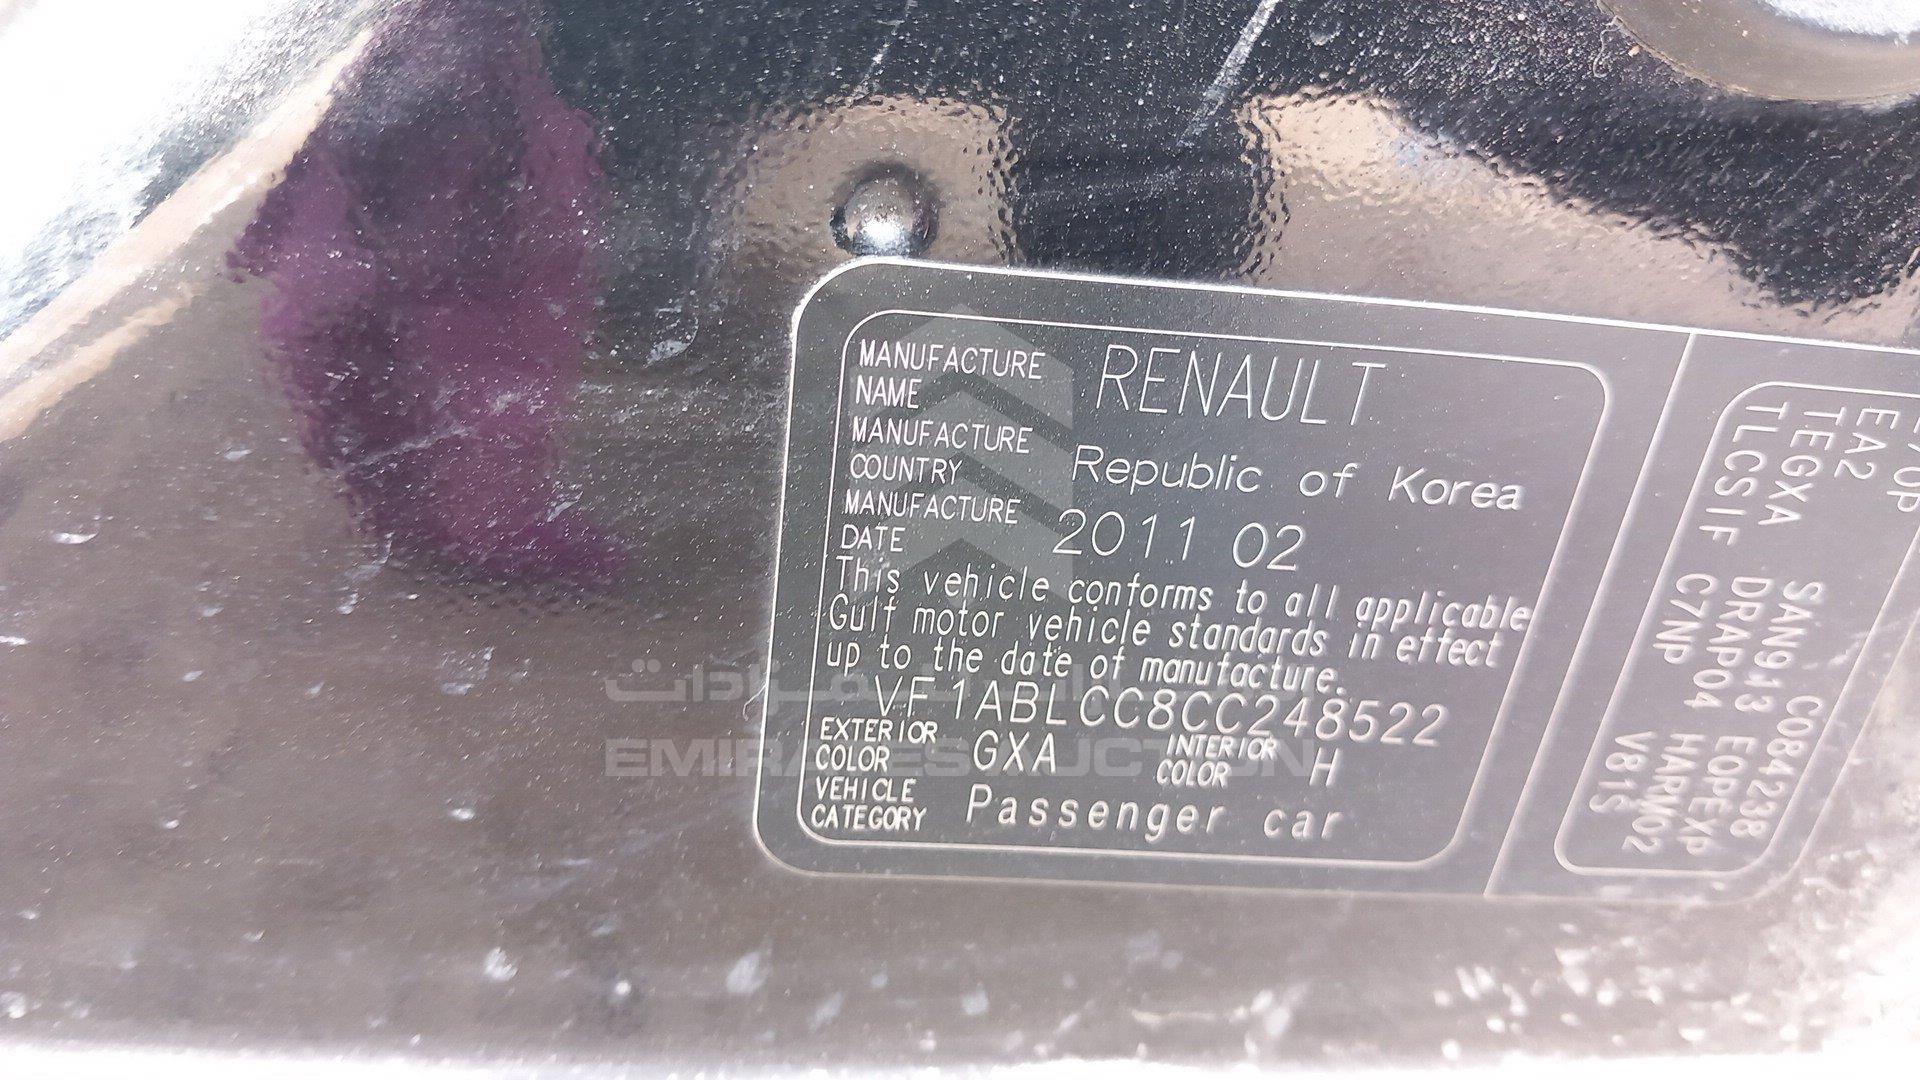 MANUFACTURE NAME RENAULT
MANUFACTURE COUNTRY Republic of Korea
MANUFACTURE DATE 2011 02
This vehicle conforms to all applicable
Gulf motor vehicle standards in effect
up to the date of manufacture.
VF1ABLCC8CC248522
EXTERIOR COLOR GXA INTERIOR COLOR H
VEHICLE CATEGORY Passenger car
EA2
TEGXA SAN913 C084238
TLCSIF DRAP04 EOPEXP
C7NP HARM02
V81S
EMIRATES AUCTION